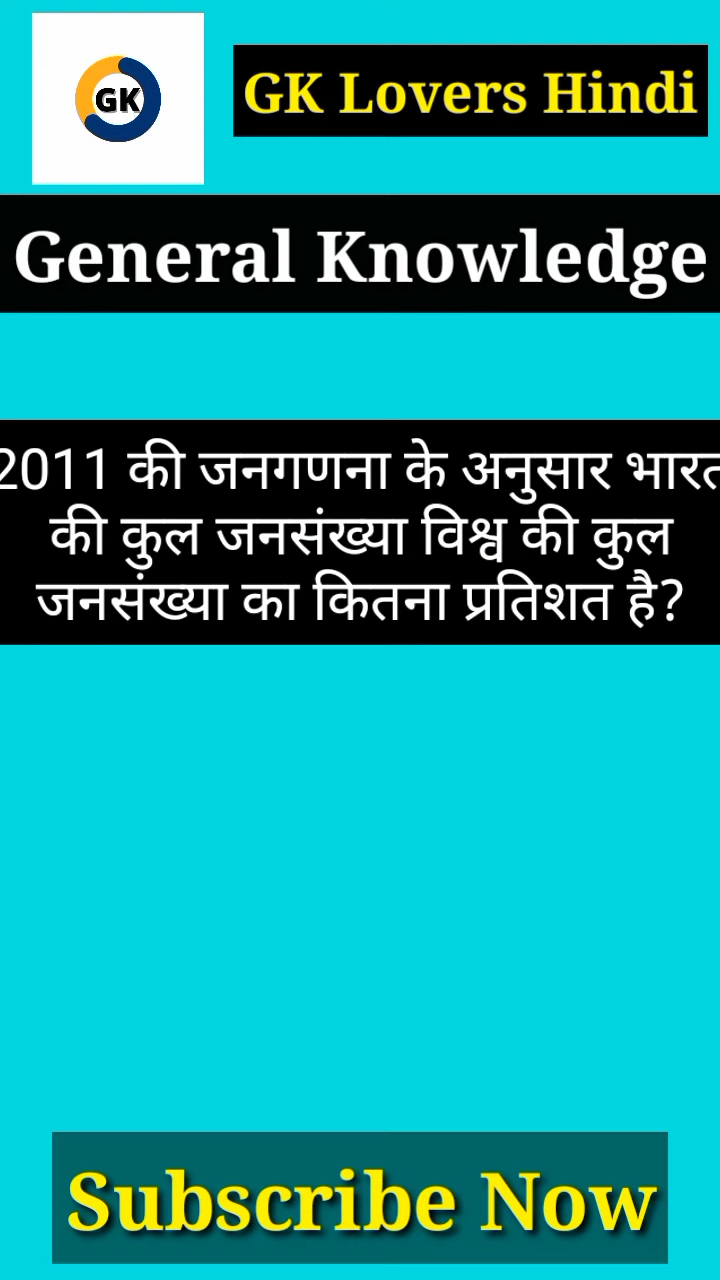 GK
GK Lovers Hindi
General Knowledge
2011 की जनगणना के अनुसार भारत
की कुल जनसंख्या विश्व की कुल
जनसंख्या का कितना प्रतिशत है?
Subscribe Now